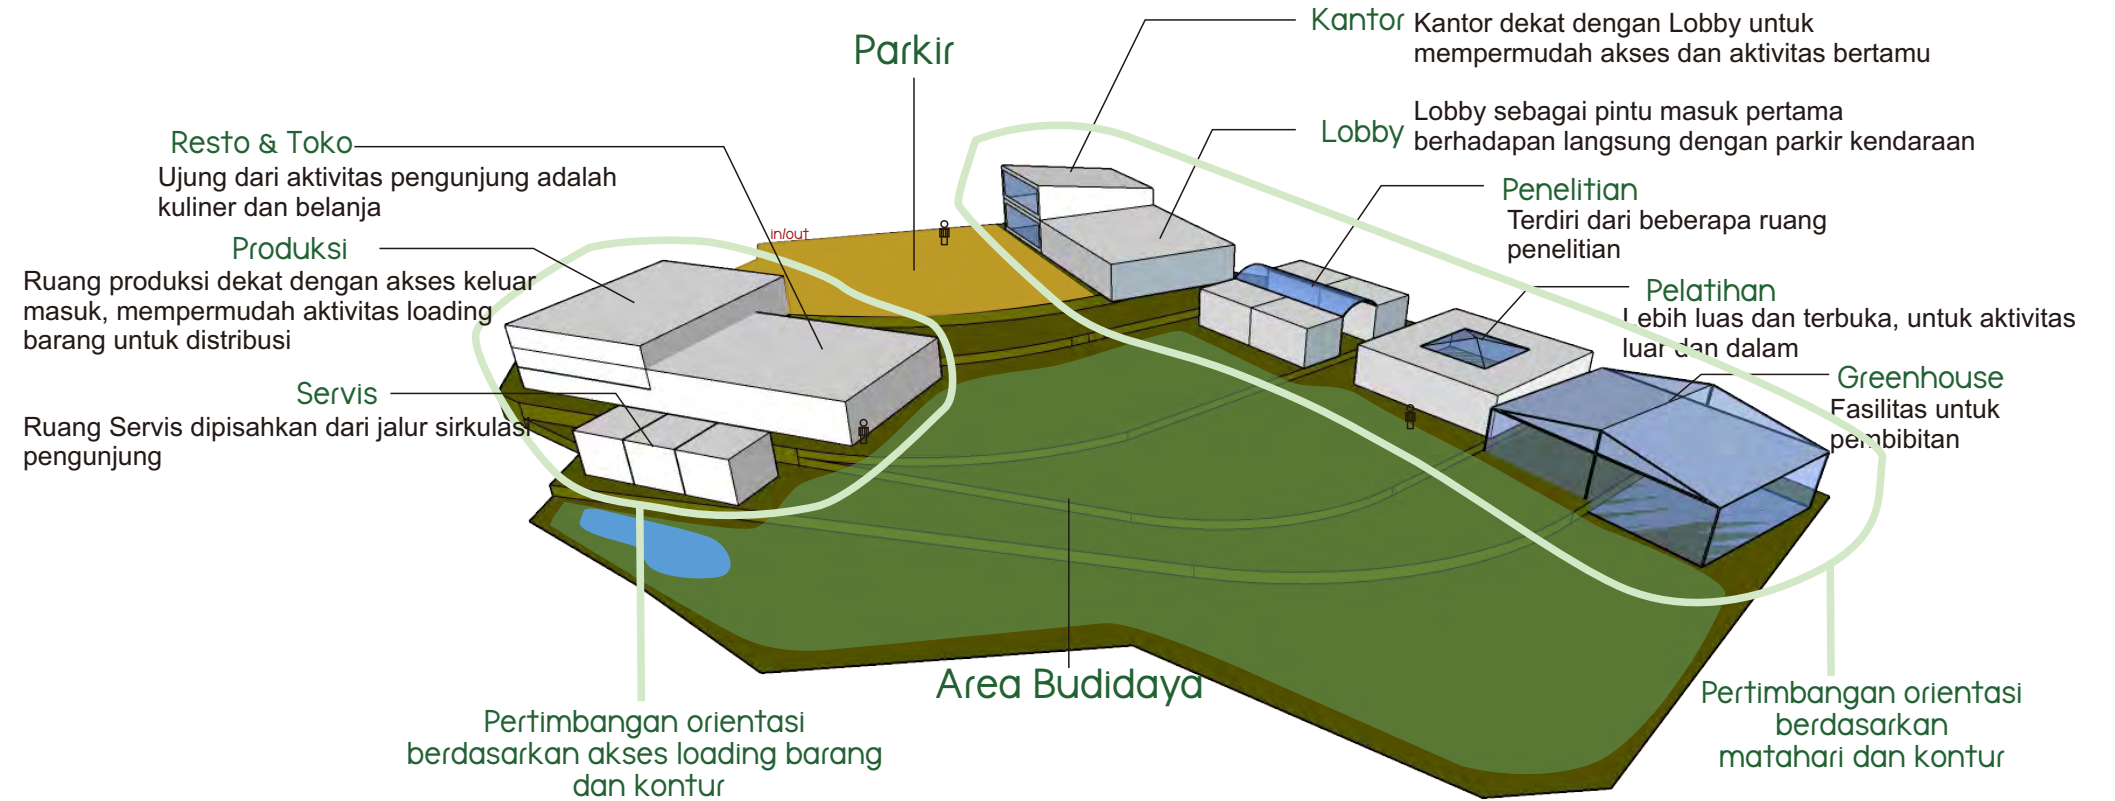 Parkir
Kantor
Kantor dekat dengan Lobby untuk
mempermudah akses dan aktivitas bertamu
Lobby
Lobby sebagai pintu masuk pertama
berhadapan langsung dengan parkir kendaraan
Resto & Toko
Ujung dari aktivitas pengunjung adalah
kuliner dan belanja
Penelitian
Terdiri dari beberapa ruang
penelitian
in/out
Produksi
Ruang produksi dekat dengan akses keluar
masuk, mempermudah aktivitas loading
barang untuk distribusi
Pelatihan
Lebih luas dan terbuka, untuk aktivitas
luar dan dalam
Servis
Ruang Servis dipisahkan dari jalur sirkulasi
pengunjung
Greenhouse
Fasilitas untuk
pembibitan
Area Budidaya
Pertimbangan orientasi
berdasarkan akses loading barang
dan kontur
Pertimbangan orientasi
berdasarkan
matahari dan kontur